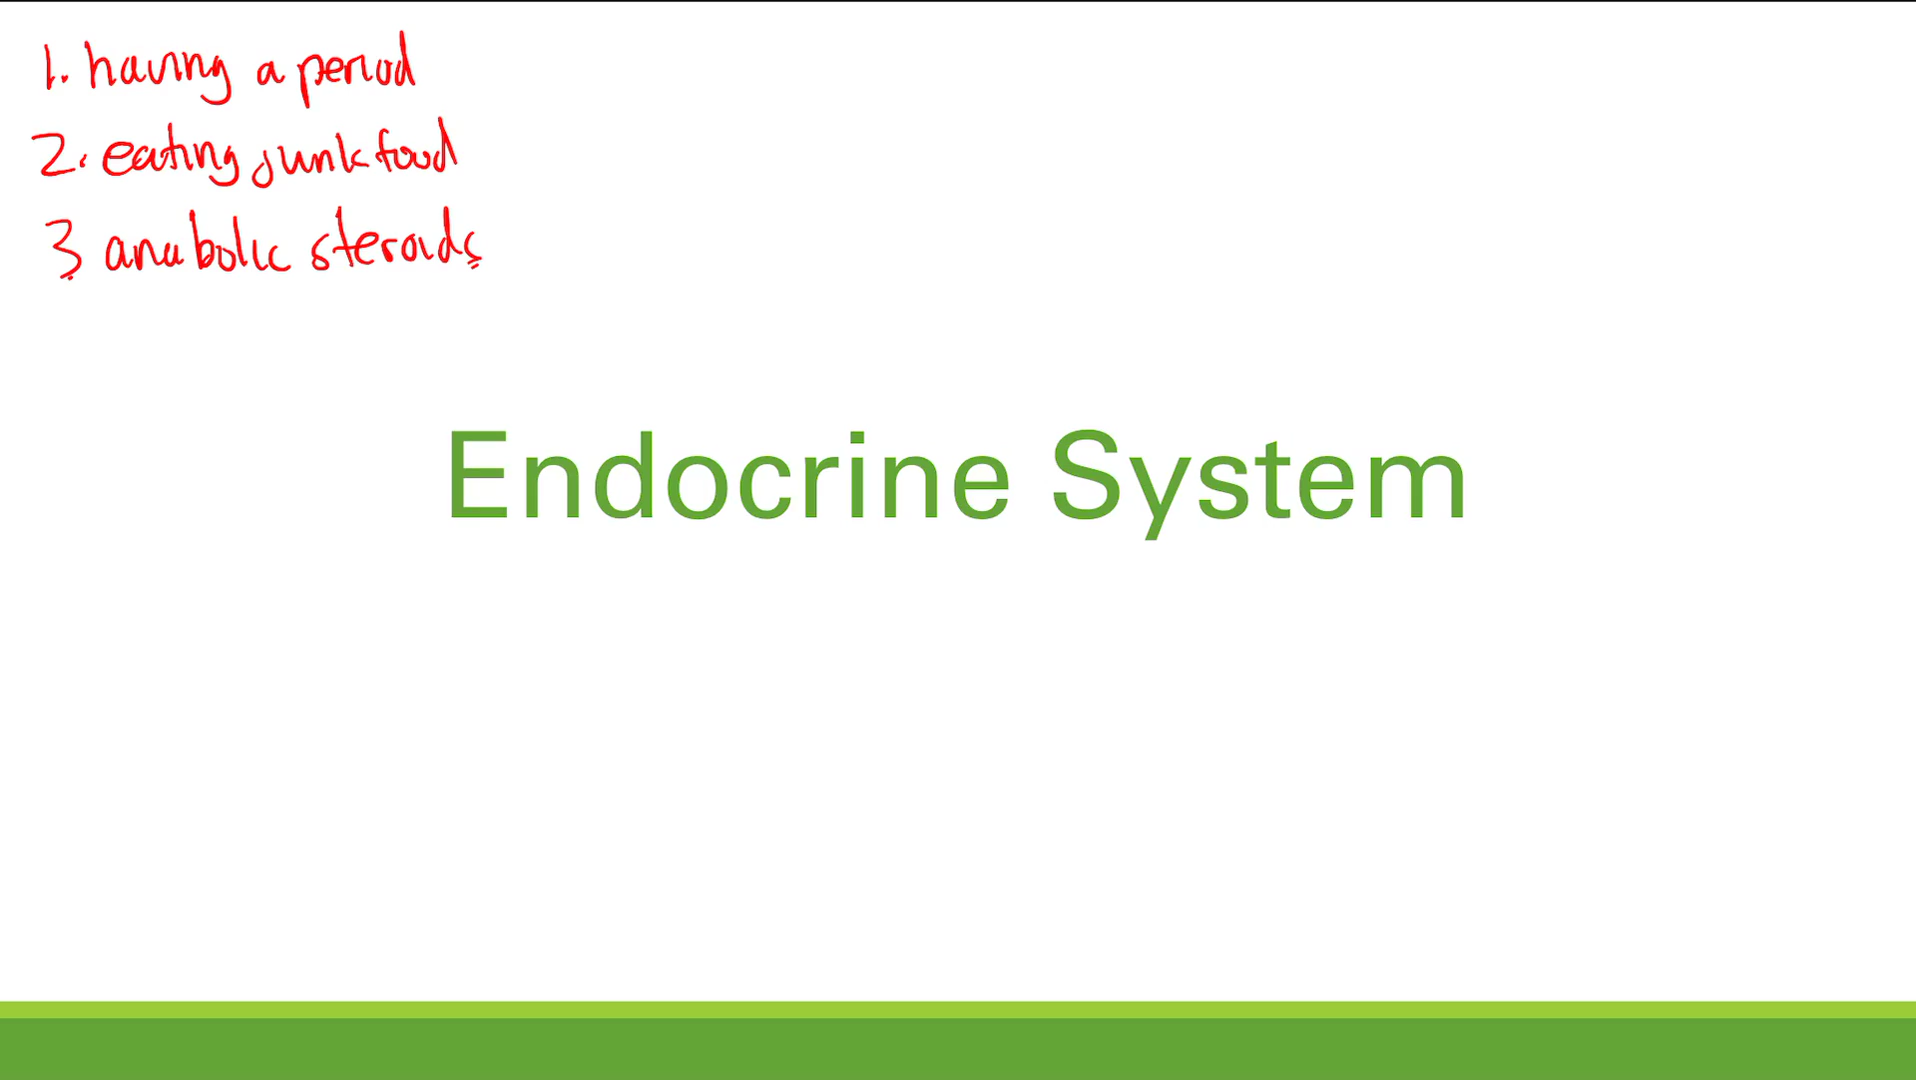 1. having a period
2. eating junk food
3. anabolic steroids
Endocrine System